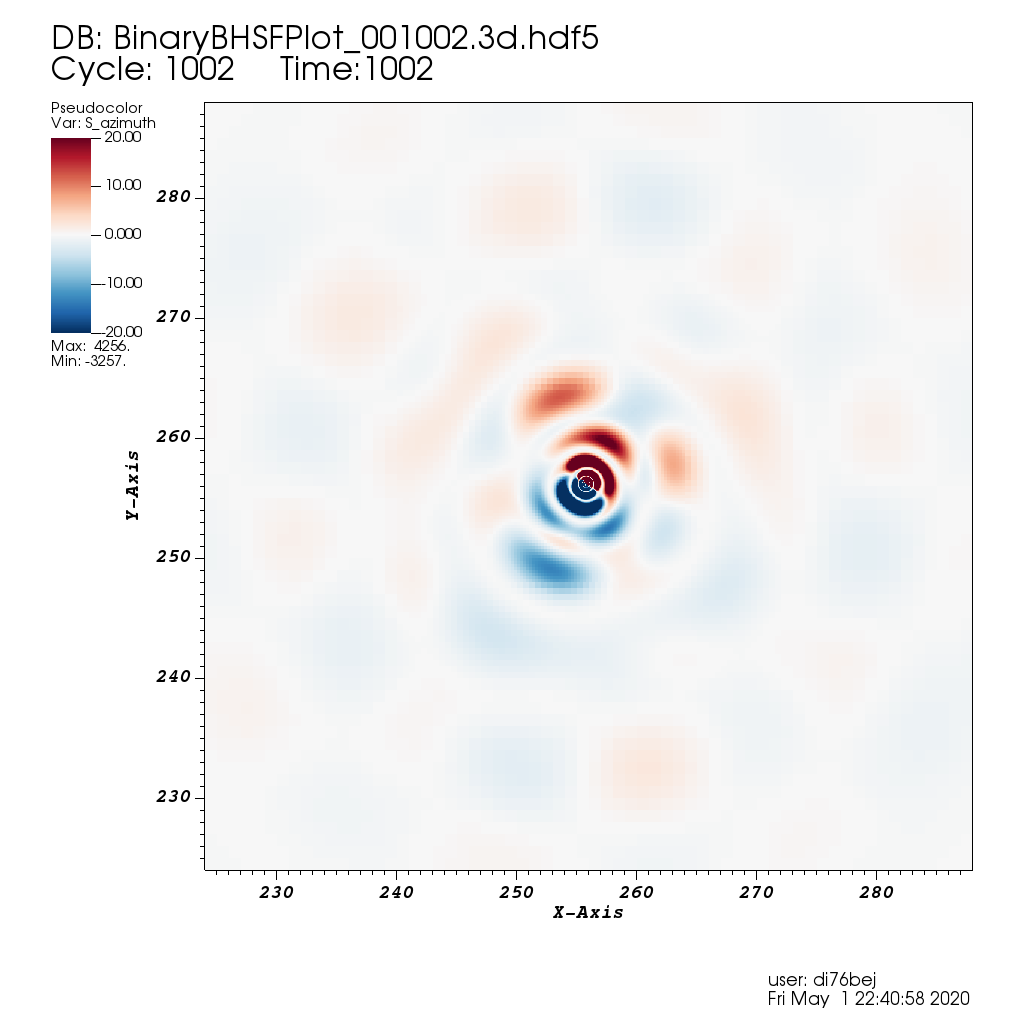 DB: BinaryBHSFPlot_001002.3d.hdf5
Cycle: 1002 Time:1002
Pseudocolor
Var: S_azimuth
20.00
10.00
0.000
-10.00
-20.00
Max: 4256.
Min: -3257.
280
270
260
250
240
230
Y-Axis
230 240 250 260 270 280
X-Axis
user: di76bej
Fri May 1 22:40:58 2020